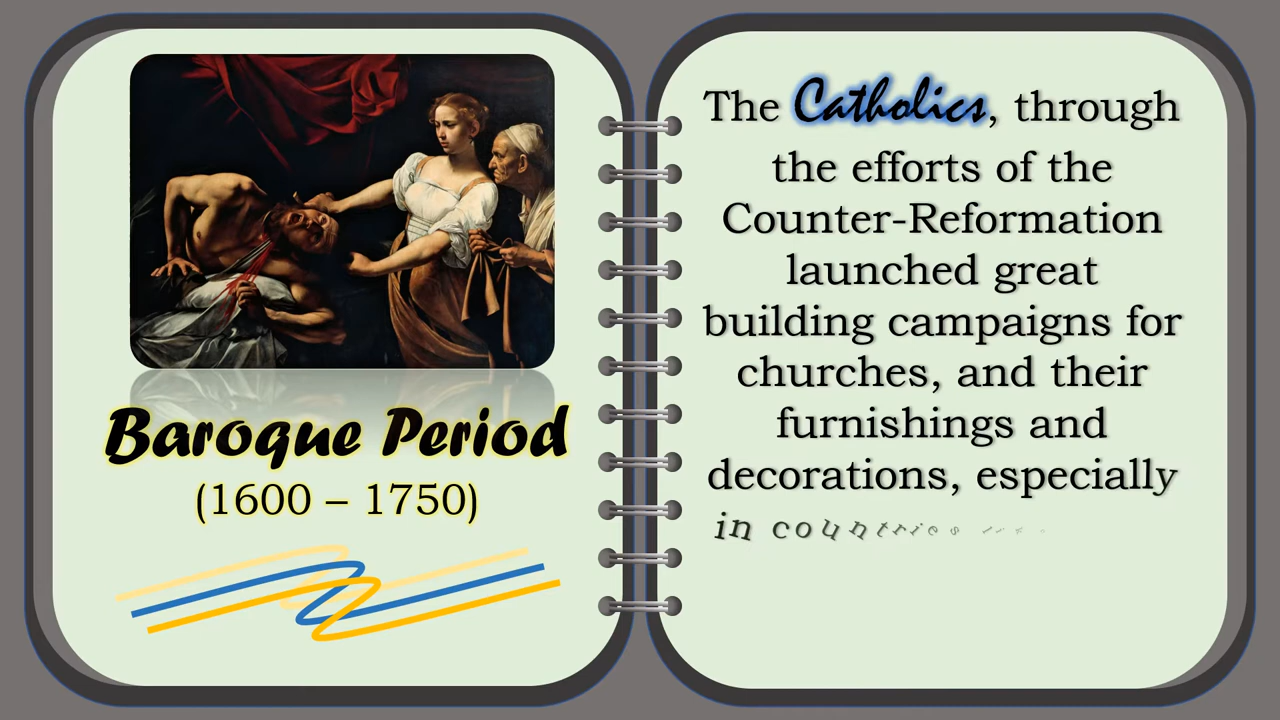 Baroque Period
(1600 – 1750)
The Catholics, through
the efforts of the
Counter-Reformation
launched great
building campaigns for
churches, and their
furnishings and
decorations, especially
in countries